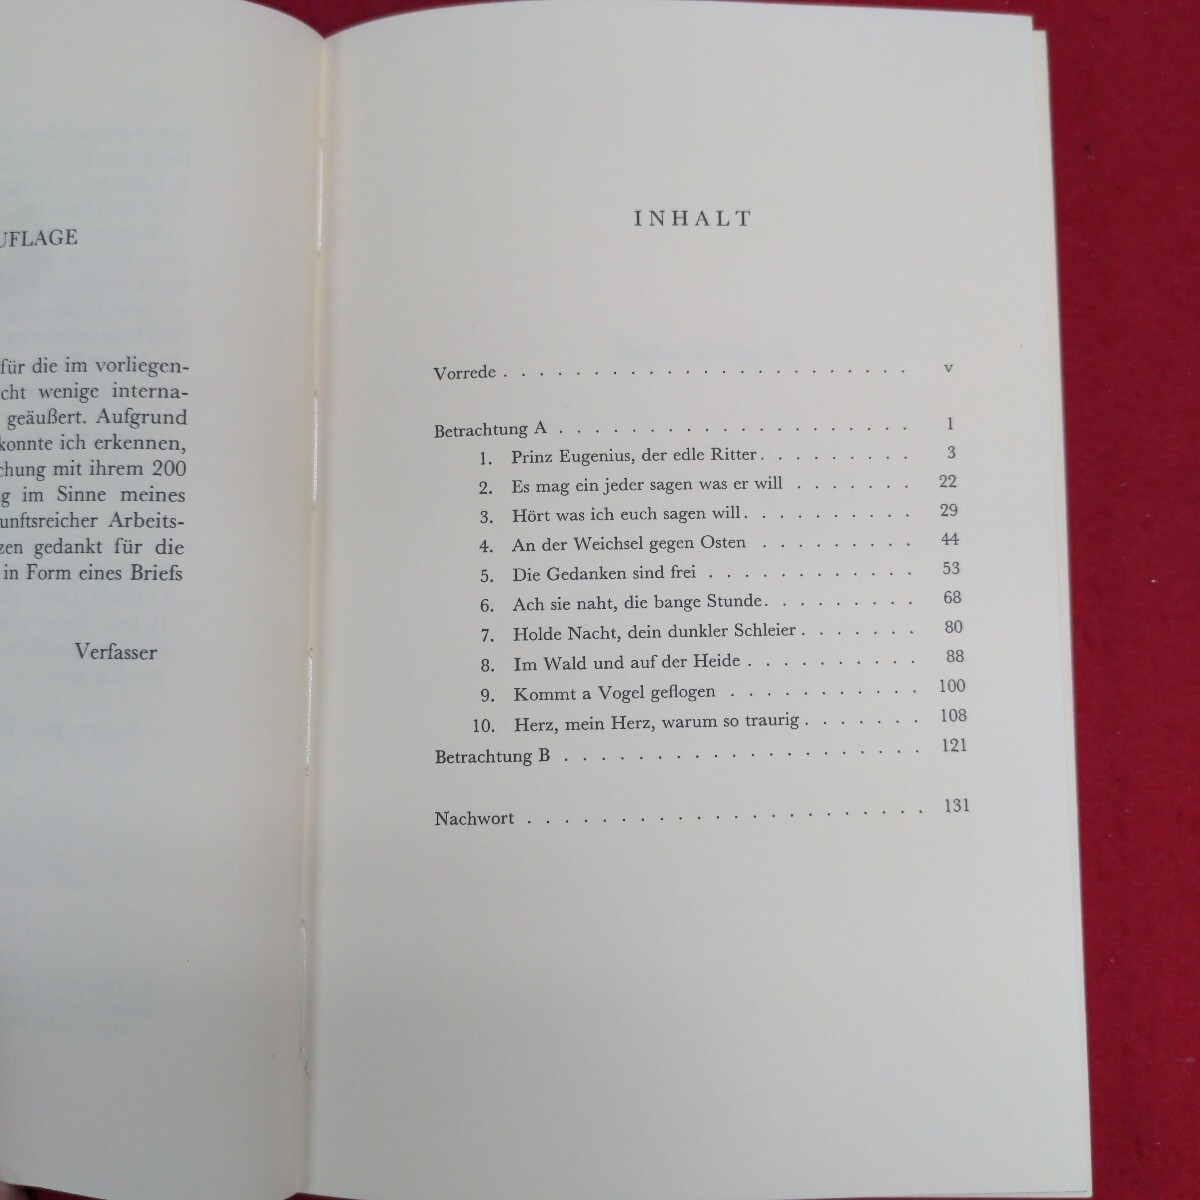 UFLAGE
für die im vorliegen-
cht wenige interna-
geäußert. Aufgrund
konnte ich erkennen,
chung mit ihrem 200
g im Sinne meines
unftsreicher Arbeits-
zen gedankt für die
in Form eines Briefs
Verfasser
INHALT
Vorrede . . . . . . . . . . . . . . . . . . . . . . v
Betrachtung A . . . . . . . . . . . . . . . . . . . 1
1. Prinz Eugenius, der edle Ritter . . . . . . . . . 3
2. Es mag ein jeder sagen was er will . . . . . . . 22
3. Hört was ich euch sagen will . . . . . . . . . . 29
4. An der Weichsel gegen Osten . . . . . . . . . 44
5. Die Gedanken sind frei . . . . . . . . . . . . 53
6. Ach sie naht, die bange Stunde . . . . . . . . . 68
7. Holde Nacht, dein dunkler Schleier . . . . . . . 80
8. Im Wald und auf der Heide . . . . . . . . . . 88
9. Kommt a Vogel geflogen . . . . . . . . . . . 100
10. Herz, mein Herz, warum so traurig . . . . . . . 108
Betrachtung B . . . . . . . . . . . . . . . . . . . 121
Nachwort . . . . . . . . . . . . . . . . . . . . . . 131